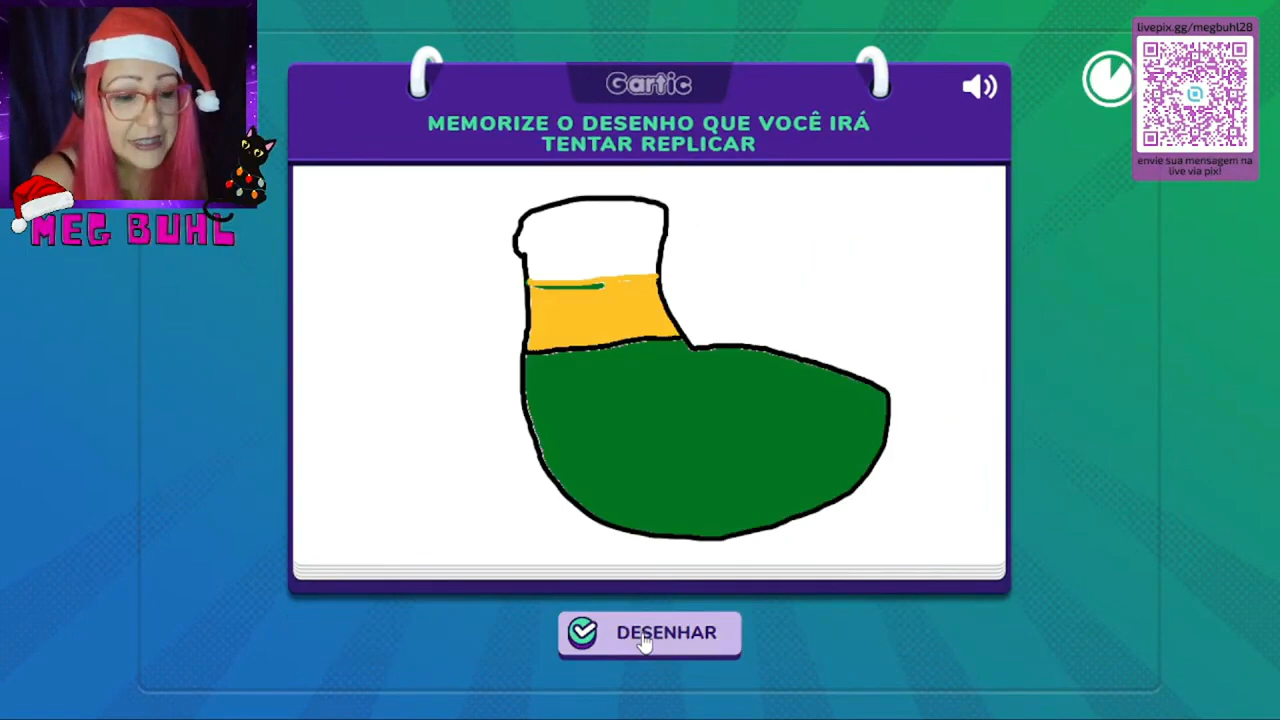 livepix.gg/megbuhl28
Gartic
MEMORIZE O DESENHO QUE VOCÊ IRÁ
TENTAR REPLICAR
envie sua mensagem na
live via pix!
MEG BUHL
DESENHAR